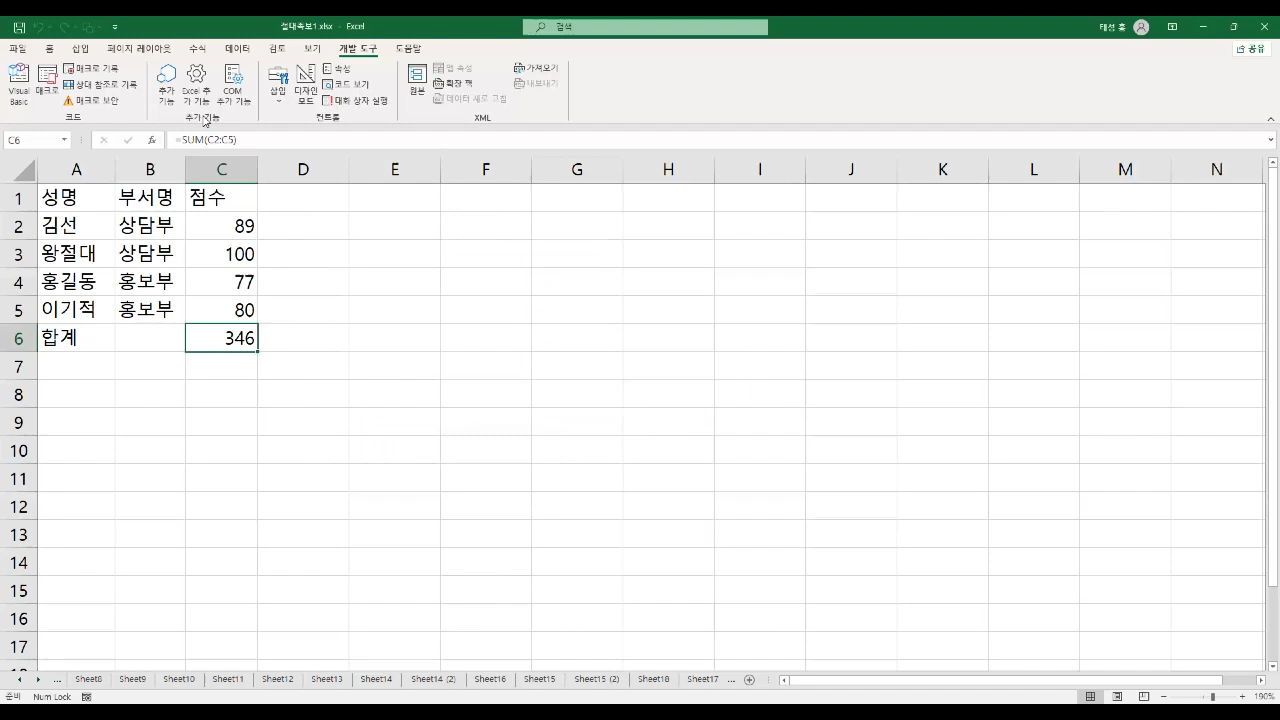 절대축보1.xlsx - Excel
검색
태성 홍
파일 홈 삽입 페이지 레이아웃 수식 데이터 검토 보기 개발 도구 도움말
공유
Visual Basic
매크로
매크로 기록
상대 참조로 기록
매크로 보안
코드
추가 기능
Excel 추가 기능
COM 추가 기능
추가 기능
삽입
디자인 모드
속성
코드 보기
대화 상자 실행
컨트롤
원본
맵 속성
확장 팩
데이터 새로 고침
가져오기
내보내기
XML
C6
fx
=SUM(C2:C5)
A B C D E F G H I J K L M N
1 성명 부서명 점수
2 김선 상담부 89
3 왕절대 상담부 100
4 홍길동 홍보부 77
5 이기적 홍보부 80
6 합계 346
7
8
9
10
11
12
13
14
15
16
17
... Sheet8 Sheet9 Sheet10 Sheet11 Sheet12 Sheet13 Sheet14 Sheet14 (2) Sheet16 Sheet15 Sheet15 (2) Sheet18 Sheet17 ...
준비 Num Lock
190%